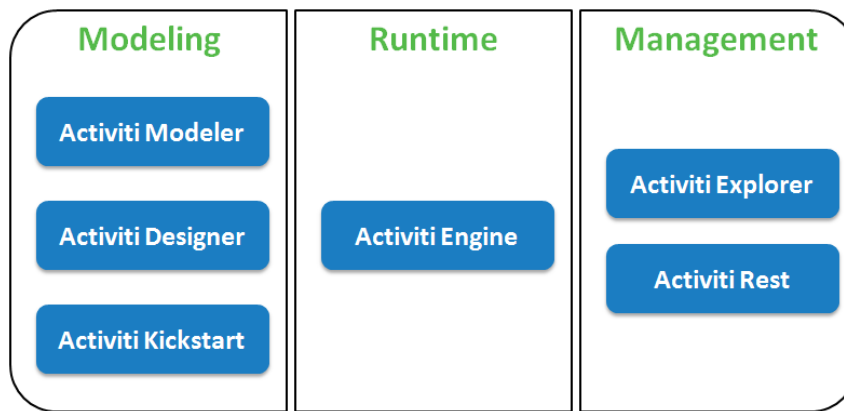 Modeling
Activiti Modeler
Activiti Designer
Activiti Kickstart
Runtime
Activiti Engine
Management
Activiti Explorer
Activiti Rest